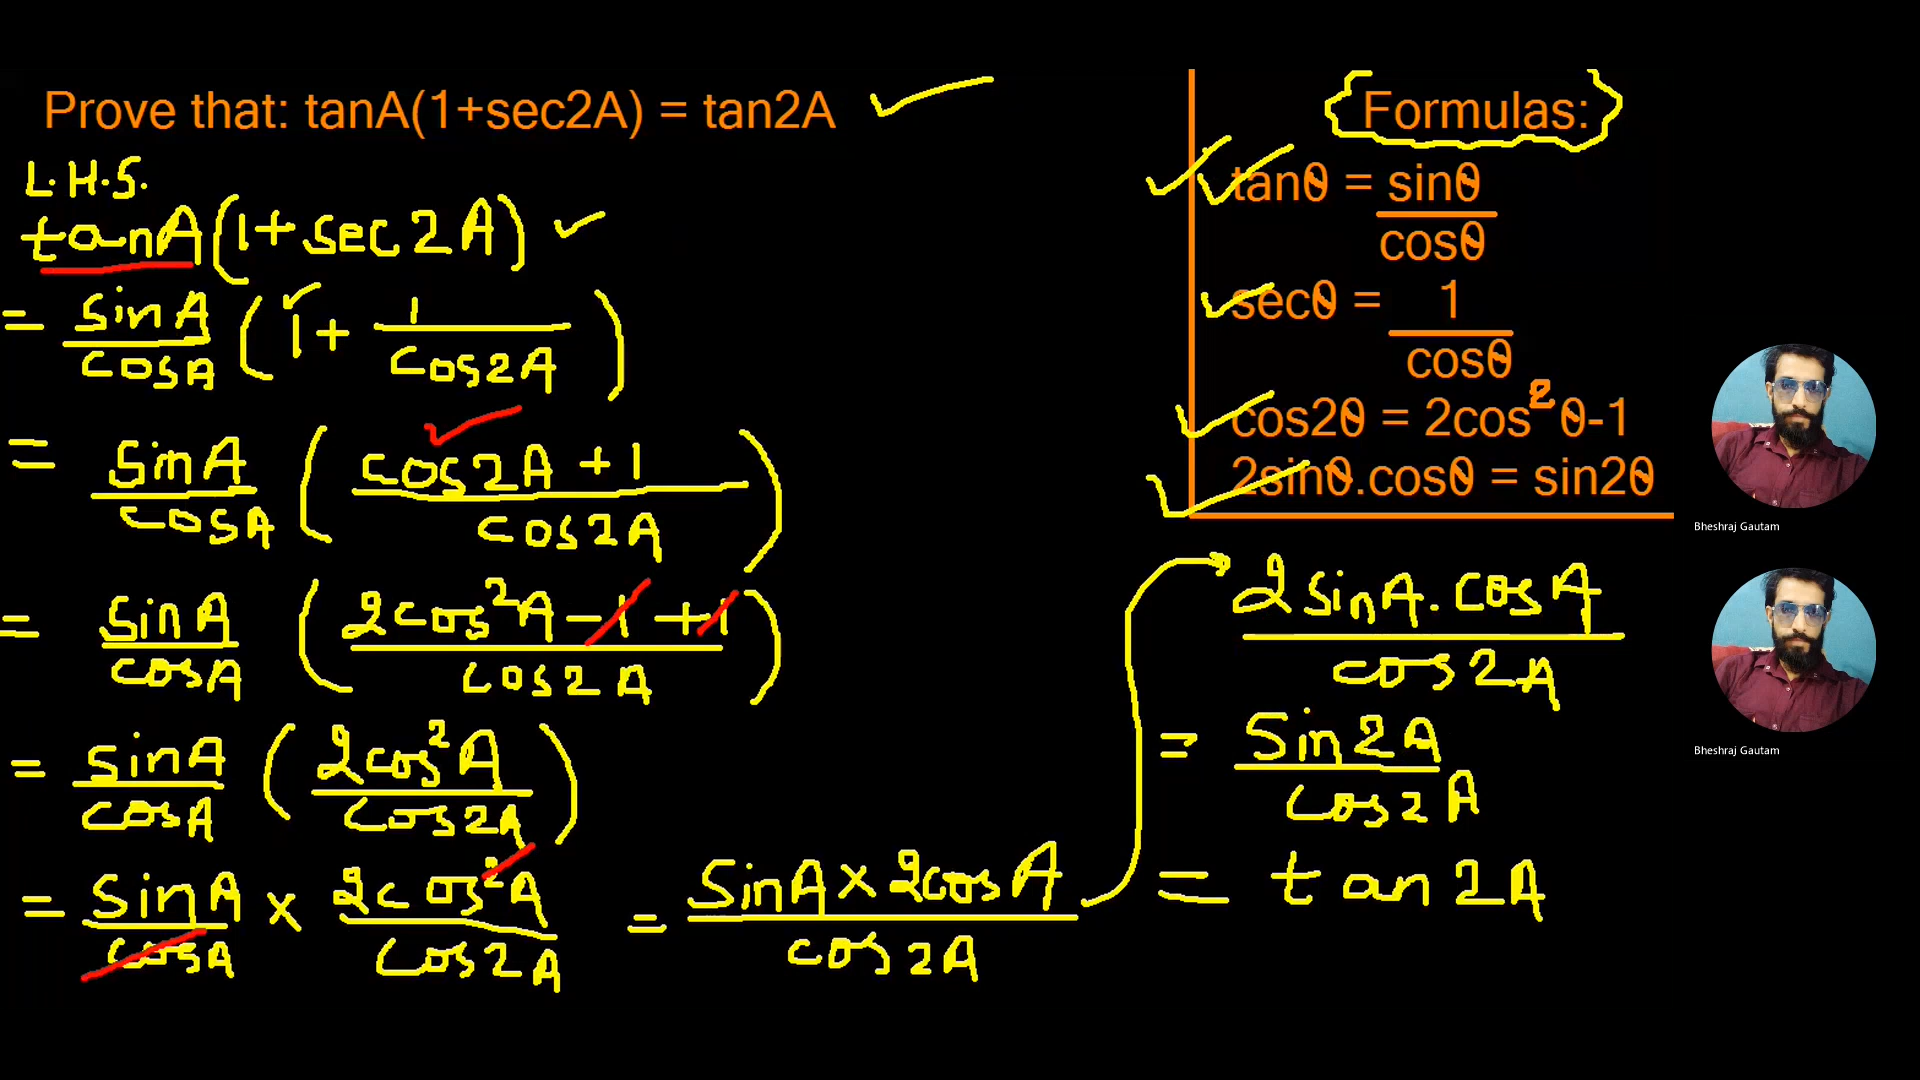 Prove that: tanA(1+sec2A) = tan2A
L.H.S.
tanA(1+sec2A)
= sinA/cosA (1 + 1/cos2A)
= sinA/cosA (cos2A + 1/cos2A)
= sinA/cosA (2cos²A - 1 + 1/cos2A)
= sinA/cosA (2cos²A/cos2A)
= sinA/cosA × 2cos²A/cos2A = sinA × 2cosA/cos2A
Formulas:
tanθ = sinθ/cosθ
secθ = 1/cosθ
cos2θ = 2cos²θ-1
2sinθ.cosθ = sin2θ
2sinA.cosA/cos2A
= Sin2A/cos2A
= tan2A
Bheshraj Gautam
Bheshraj Gautam